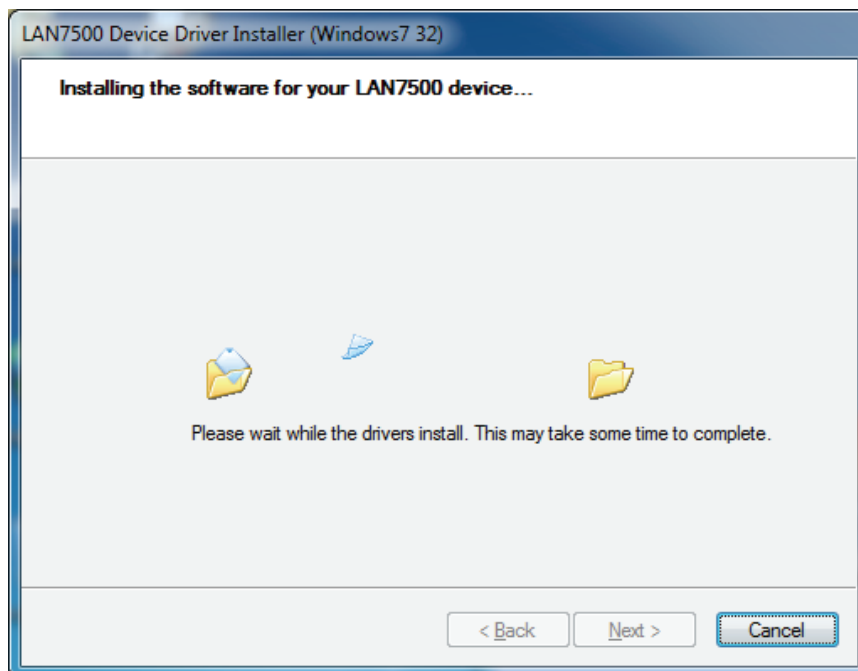 LAN7500 Device Driver Installer (Windows7 32)
Installing the software for your LAN7500 device...
Please wait while the drivers install. This may take some time to complete.
< Back
Next >
Cancel